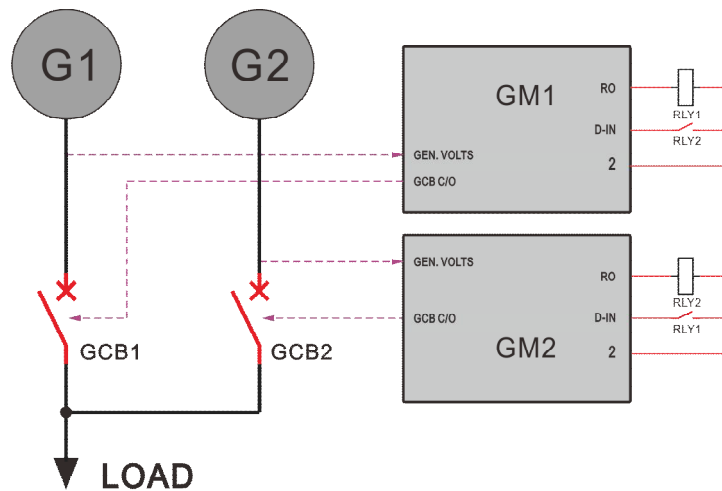 G1
G2
GM1
RO
RLY1
D-IN
RLY2
GEN. VOLTS
2
GCB C/O
GEN. VOLTS
RO
RLY2
GCB C/O
D-IN
RLY1
GCB1
GCB2
GM2
2
LOAD